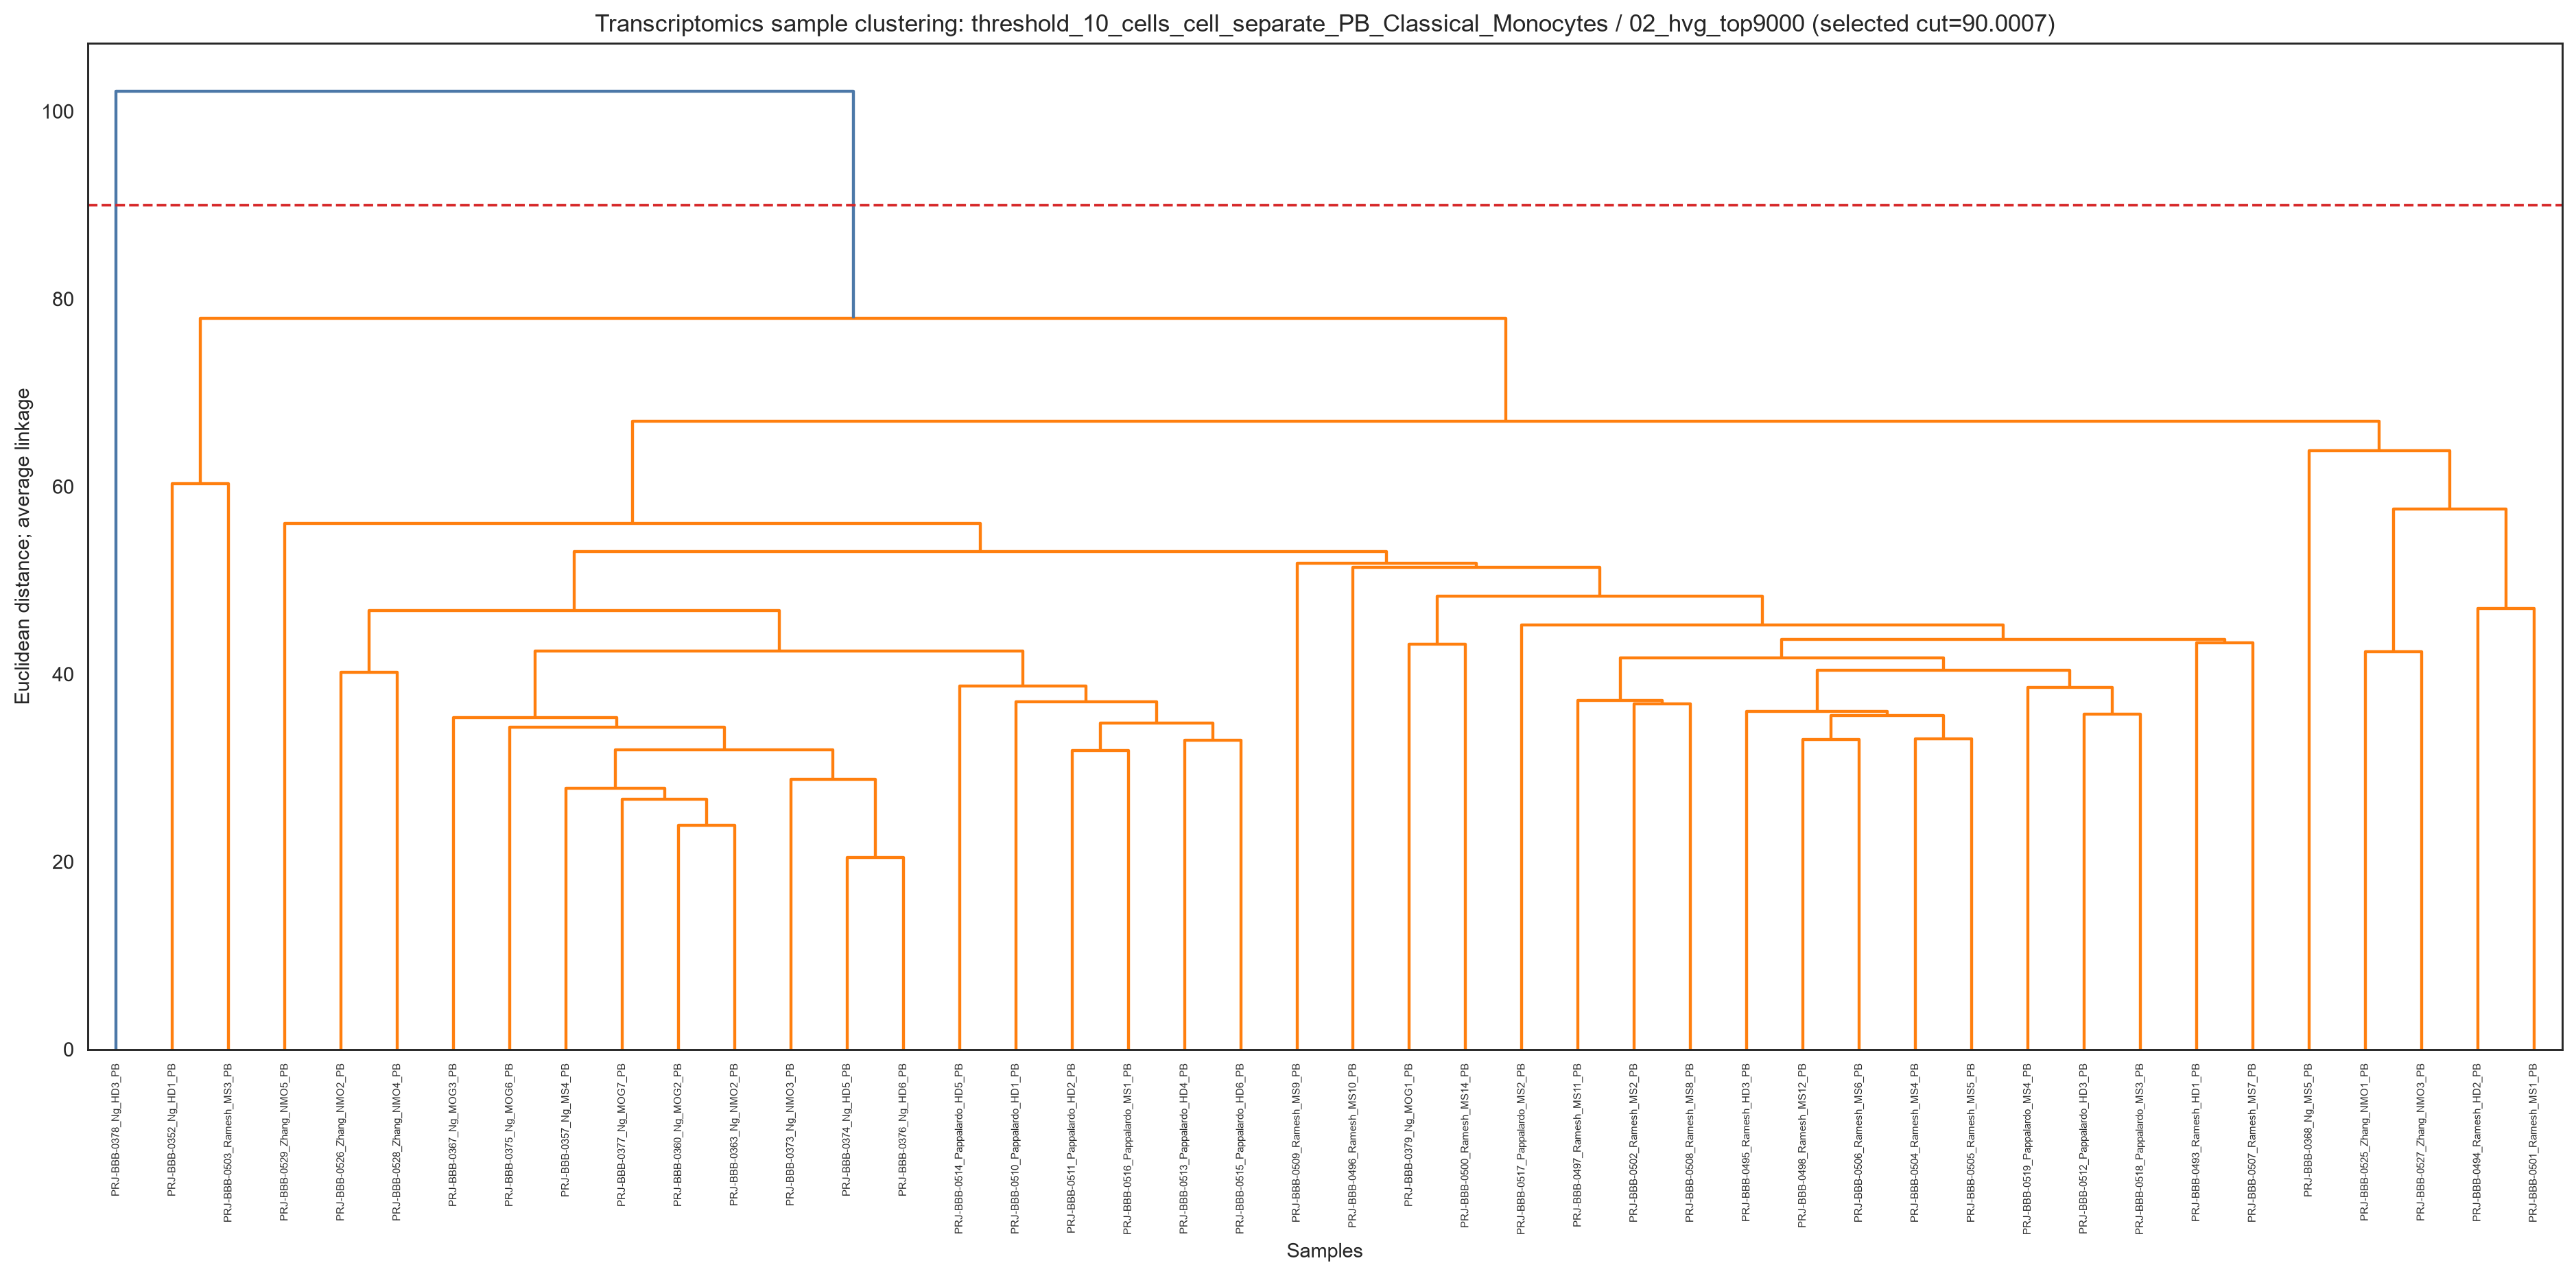 Transcriptomics sample clustering: threshold_10_cells_cell_separate_PB_Classical_Monocytes / 02_hvg_top9000 (selected cut=90.0007)
100
80
60
40
20
0
Euclidean distance; average linkage
PRJ-BBB-0378_Ng_HD3_PB
PRJ-BBB-0352_Ng_HD1_PB
PRJ-BBB-0503_Ramesh_MS3_PB
PRJ-BBB-0529_Zhang_NMO5_PB
PRJ-BBB-0526_Zhang_NMO2_PB
PRJ-BBB-0528_Zhang_NMO4_PB
PRJ-BBB-0367_Ng_MOG3_PB
PRJ-BBB-0375_Ng_MOG6_PB
PRJ-BBB-0357_Ng_MS4_PB
PRJ-BBB-0377_Ng_MOG7_PB
PRJ-BBB-0360_Ng_MOG2_PB
PRJ-BBB-0363_Ng_NMO2_PB
PRJ-BBB-0373_Ng_NMO3_PB
PRJ-BBB-0374_Ng_HD5_PB
PRJ-BBB-0376_Ng_HD6_PB
PRJ-BBB-0514_Pappalardo_HD5_PB
PRJ-BBB-0510_Pappalardo_HD1_PB
PRJ-BBB-0511_Pappalardo_HD2_PB
PRJ-BBB-0516_Pappalardo_MS1_PB
PRJ-BBB-0513_Pappalardo_HD4_PB
PRJ-BBB-0515_Pappalardo_HD6_PB
PRJ-BBB-0509_Ramesh_MS9_PB
PRJ-BBB-0496_Ramesh_MS10_PB
PRJ-BBB-0379_Ng_MOG1_PB
PRJ-BBB-0500_Ramesh_MS14_PB
PRJ-BBB-0517_Pappalardo_MS2_PB
PRJ-BBB-0497_Ramesh_MS11_PB
PRJ-BBB-0502_Ramesh_MS2_PB
PRJ-BBB-0508_Ramesh_MS8_PB
PRJ-BBB-0495_Ramesh_HD3_PB
PRJ-BBB-0498_Ramesh_MS12_PB
PRJ-BBB-0506_Ramesh_MS6_PB
PRJ-BBB-0504_Ramesh_MS4_PB
PRJ-BBB-0505_Ramesh_MS5_PB
PRJ-BBB-0519_Pappalardo_MS4_PB
PRJ-BBB-0512_Pappalardo_HD3_PB
PRJ-BBB-0518_Pappalardo_MS3_PB
PRJ-BBB-0493_Ramesh_HD1_PB
PRJ-BBB-0507_Ramesh_MS7_PB
PRJ-BBB-0368_Ng_MS5_PB
PRJ-BBB-0525_Zhang_NMO1_PB
PRJ-BBB-0527_Zhang_NMO3_PB
PRJ-BBB-0494_Ramesh_HD2_PB
PRJ-BBB-0501_Ramesh_MS1_PB
Samples